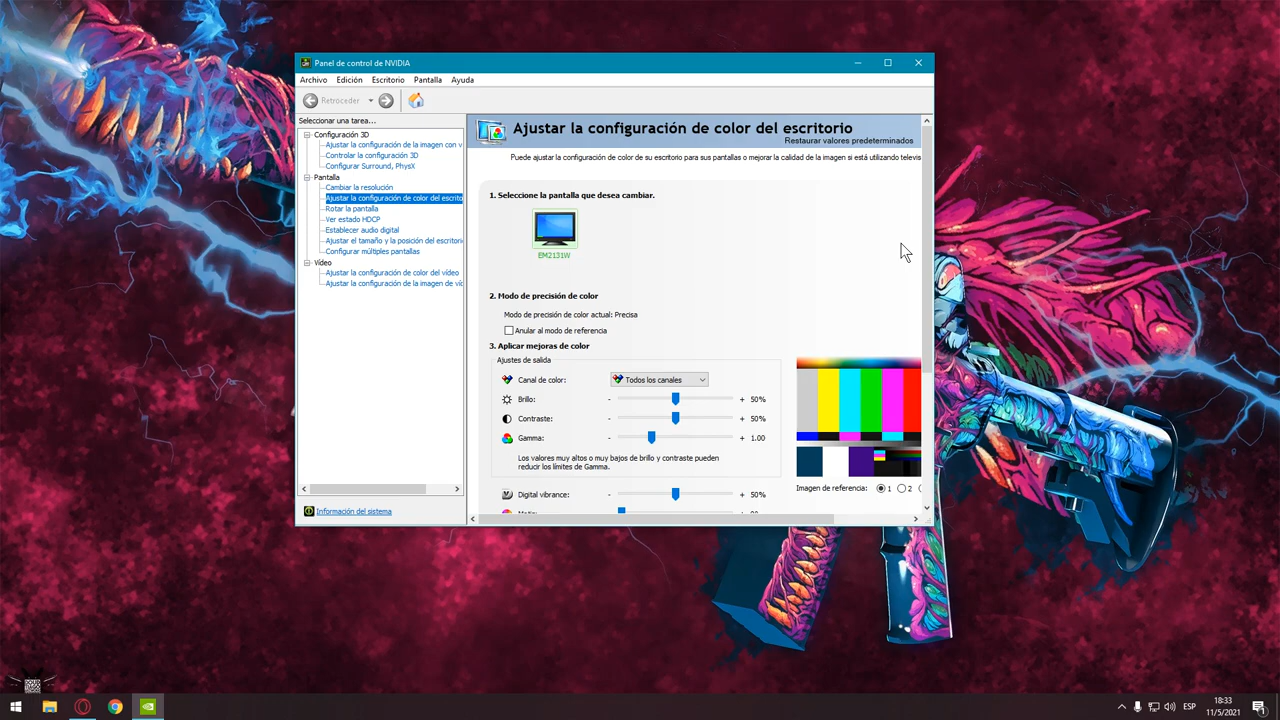 Panel de control de NVIDIA
Archivo Edición Escritorio Pantalla Ayuda
Retroceder
Seleccionar una tarea...
Configuración 3D
Ajustar la configuración de la imagen con v
Controlar la configuración 3D
Configurar Surround, PhysX
Pantalla
Cambiar la resolución
Ajustar la configuración de color del escrito
Rotar la pantalla
Ver estado HDCP
Establecer audio digital
Ajustar el tamaño y la posición del escritorio
Configurar múltiples pantallas
Vídeo
Ajustar la configuración de color del vídeo
Ajustar la configuración de la imagen de víd
Información del sistema
Ajustar la configuración de color del escritorio
Restaurar valores predeterminados
Puede ajustar la configuración de color de su escritorio para sus pantallas o mejorar la calidad de la imagen si está utilizando televis
1. Seleccione la pantalla que desea cambiar.
EM2131W
2. Modo de precisión de color
Modo de precisión de color actual: Precisa
Anular al modo de referencia
3. Aplicar mejoras de color
Ajustes de salida
Canal de color: Todos los canales
Brillo: - + 50%
Contraste: - + 50%
Gamma: - + 1.00
Los valores muy altos o muy bajos de brillo y contraste pueden
reducir los límites de Gamma.
Digital vibrance: - + 50%
Imagen de referencia: 1 2
ESP
18:33
11/5/2021
1